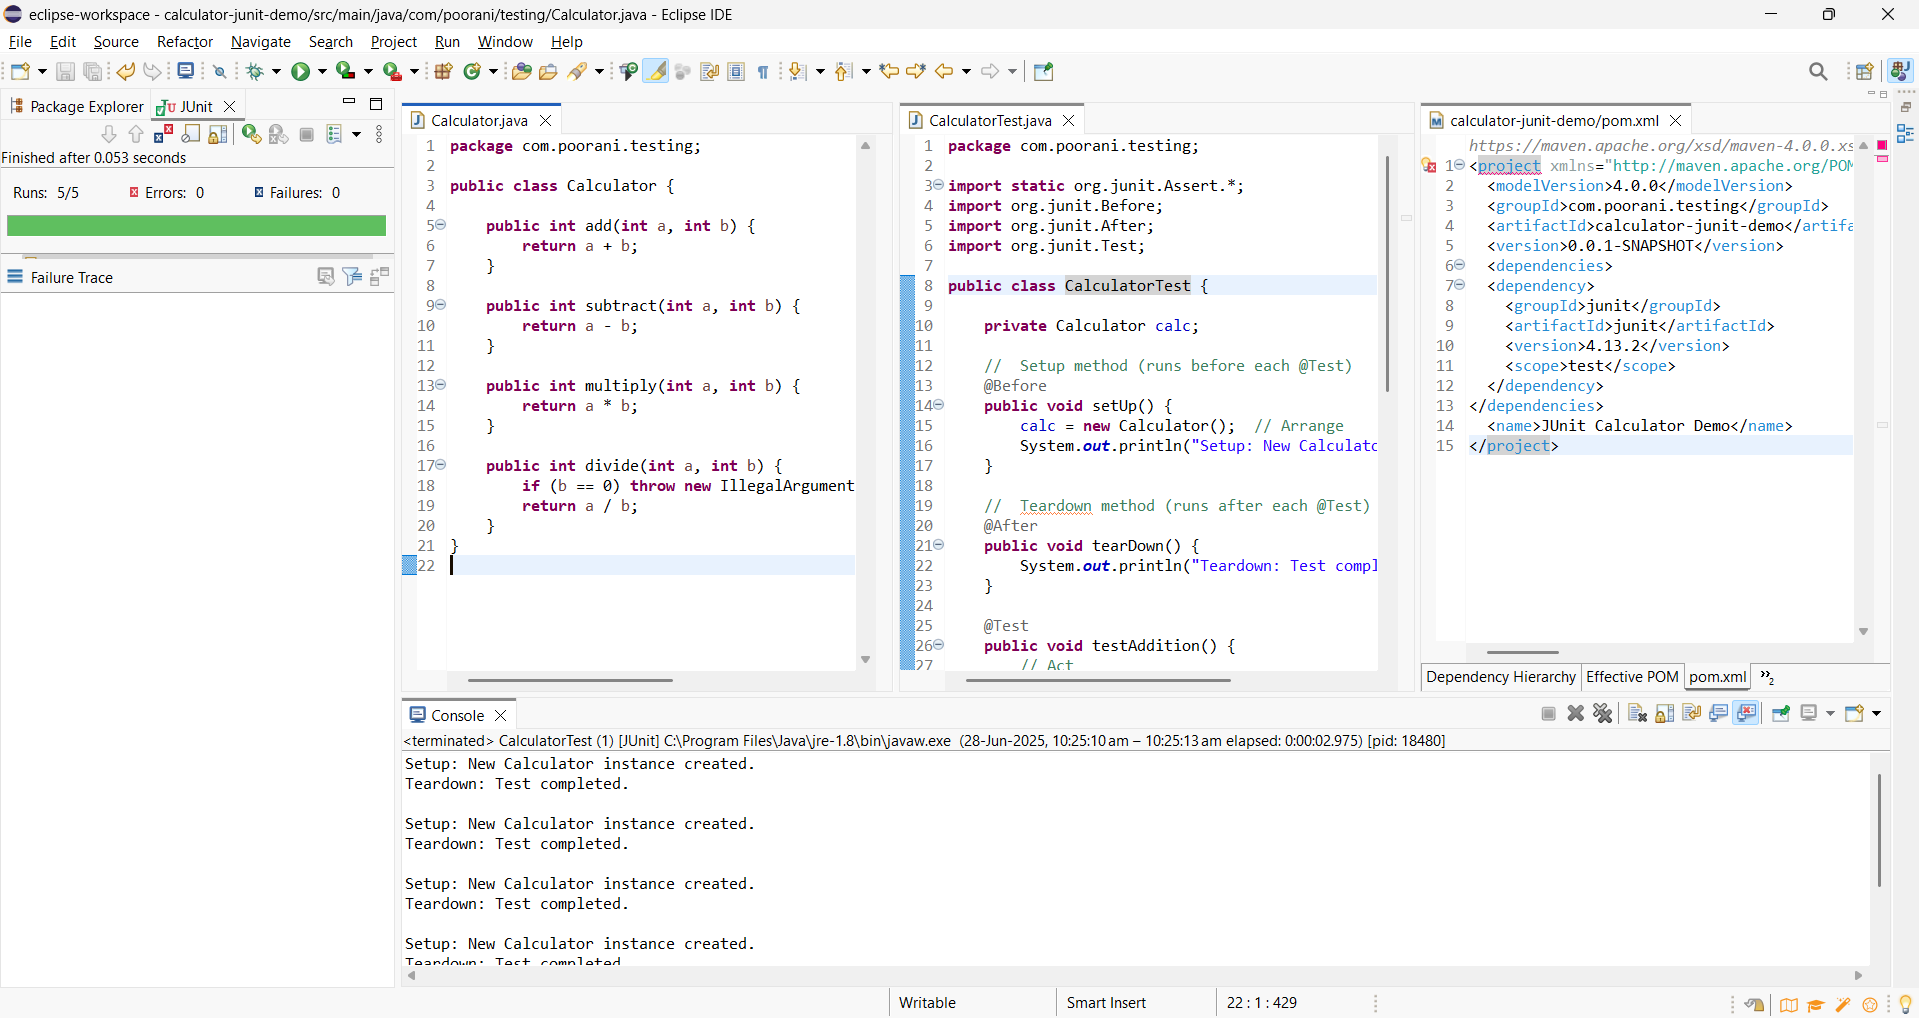 eclipse-workspace - calculator-junit-demo/src/main/java/com/poorani/testing/Calculator.java - Eclipse IDE
File Edit Source Refactor Navigate Search Project Run Window Help
Package Explorer
JUnit
Finished after 0.053 seconds
Runs: 5/5 Errors: 0 Failures: 0
Failure Trace
Calculator.java
1 package com.poorani.testing;
2
3 public class Calculator {
4
5 public int add(int a, int b) {
6 return a + b;
7 }
8
9 public int subtract(int a, int b) {
10 return a - b;
11 }
12
13 public int multiply(int a, int b) {
14 return a * b;
15 }
16
17 public int divide(int a, int b) {
18 if (b == 0) throw new IllegalArgument
19 return a / b;
20 }
21 }
22
CalculatorTest.java
1 package com.poorani.testing;
2
3 import static org.junit.Assert.*;
4 import org.junit.Before;
5 import org.junit.After;
6 import org.junit.Test;
7
8 public class CalculatorTest {
9
10 private Calculator calc;
11
12 // Setup method (runs before each @Test)
13 @Before
14 public void setUp() {
15 calc = new Calculator(); // Arrange
16 System.out.println("Setup: New Calculatc
17 }
18
19 // Teardown method (runs after each @Test)
20 @After
21 public void tearDown() {
22 System.out.println("Teardown: Test compl
23 }
24
25 @Test
26 public void testAddition() {
27 // Act
calculator-junit-demo/pom.xml
https://maven.apache.org/xsd/maven-4.0.0.xs
1 <project xmlns="http://maven.apache.org/POM
2 <modelVersion>4.0.0</modelVersion>
3 <groupId>com.poorani.testing</groupId>
4 <artifactId>calculator-junit-demo</artifa
5 <version>0.0.1-SNAPSHOT</version>
6 <dependencies>
7 <dependency>
8 <groupId>junit</groupId>
9 <artifactId>junit</artifactId>
10 <version>4.13.2</version>
11 <scope>test</scope>
12 </dependency>
13 </dependencies>
14 <name>JUnit Calculator Demo</name>
15 </project>
Dependency Hierarchy Effective POM pom.xml »2
Console
<terminated> CalculatorTest (1) [JUnit] C:\Program Files\Java\jre-1.8\bin\javaw.exe (28-Jun-2025, 10:25:10 am – 10:25:13 am elapsed: 0:00:02.975) [pid: 18480]
Setup: New Calculator instance created.
Teardown: Test completed.
Setup: New Calculator instance created.
Teardown: Test completed.
Setup: New Calculator instance created.
Teardown: Test completed.
Setup: New Calculator instance created.
Teardown: Test completed.
Writable Smart Insert 22 : 1 : 429